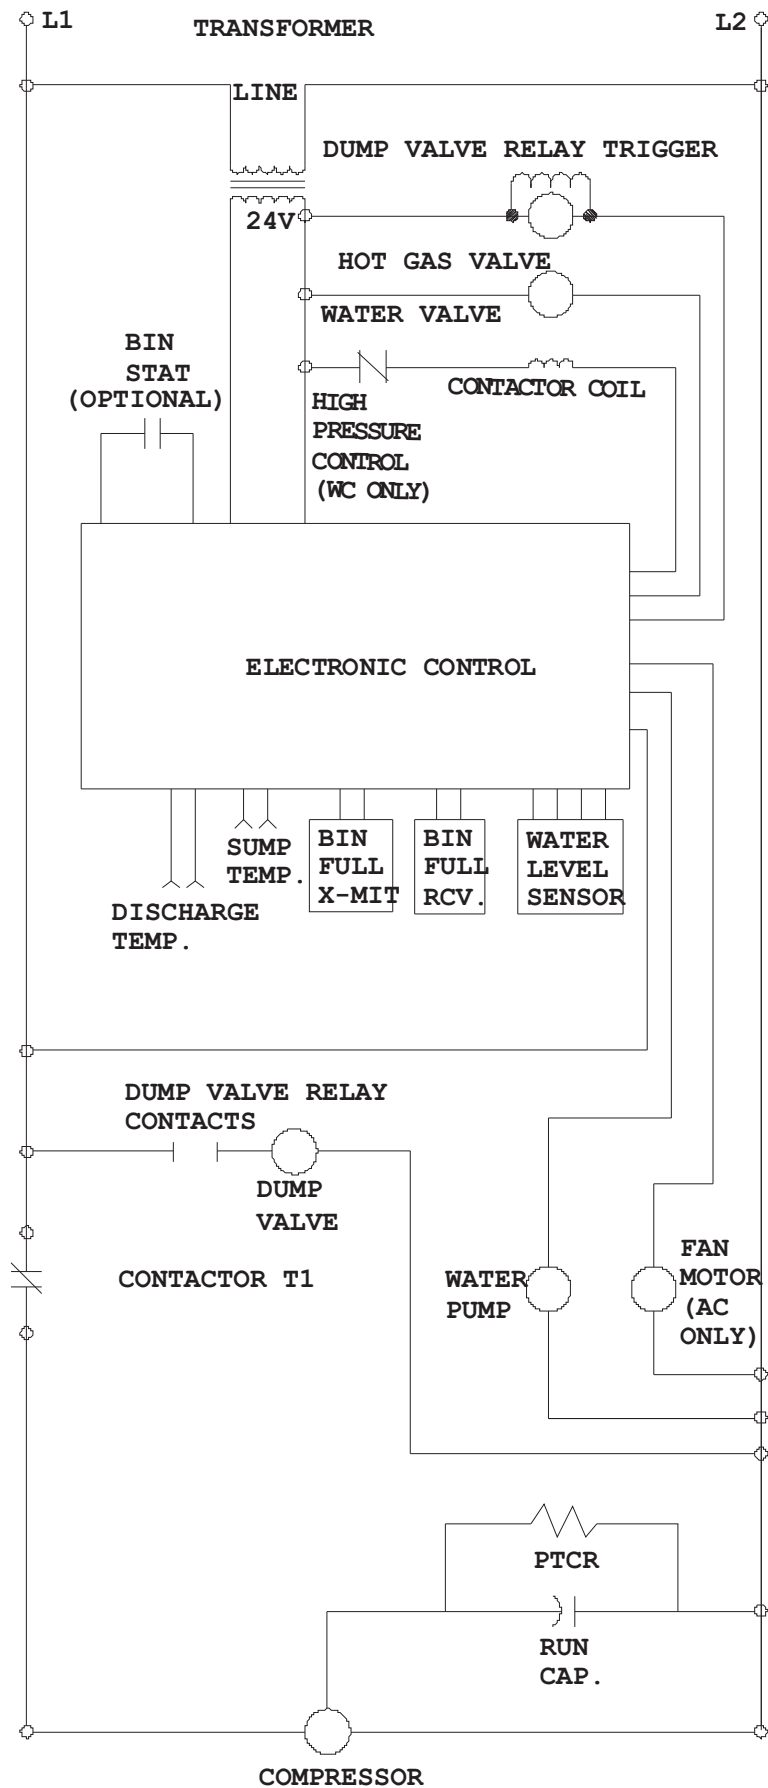 L1
TRANSFORMER
L2
LINE
DUMP VALVE RELAY TRIGGER
24V
HOT GAS VALVE
WATER VALVE
BIN
STAT
(OPTIONAL)
CONTACTOR COIL
HIGH
PRESSURE
CONTROL
(WC ONLY)
ELECTRONIC CONTROL
DISCHARGE
TEMP.
SUMP
TEMP.
BIN
FULL
X-MIT
BIN
FULL
RCV.
WATER
LEVEL
SENSOR
DUMP VALVE RELAY
CONTACTS
DUMP
VALVE
CONTACTOR T1
WATER
PUMP
FAN
MOTOR
(AC
ONLY)
PTCR
RUN
CAP.
COMPRESSOR